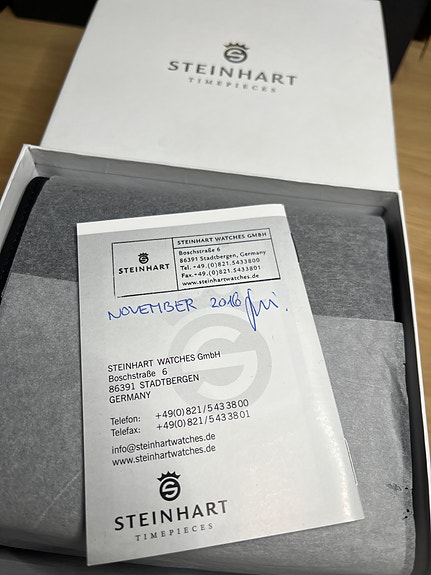 STEINHART
TIMEPIECES
STEINHART
STEINHART WATCHES GMBH
Boschstraße 6
86391 Stadtbergen, Germany
Tel. +49.(0)821.5433800
Fax.+49.(0)821.5433801
www.steinhartwatches.de
NOVEMBER 2016
STEINHART WATCHES GmbH
Boschstraße 6
86391 STADTBERGEN
GERMANY
Telefon: +49(0)821/5433800
Telefax: +49(0)821/5433801
info@steinhartwatches.de
www.steinhartwatches.de
STEINHART
TIMEPIECES